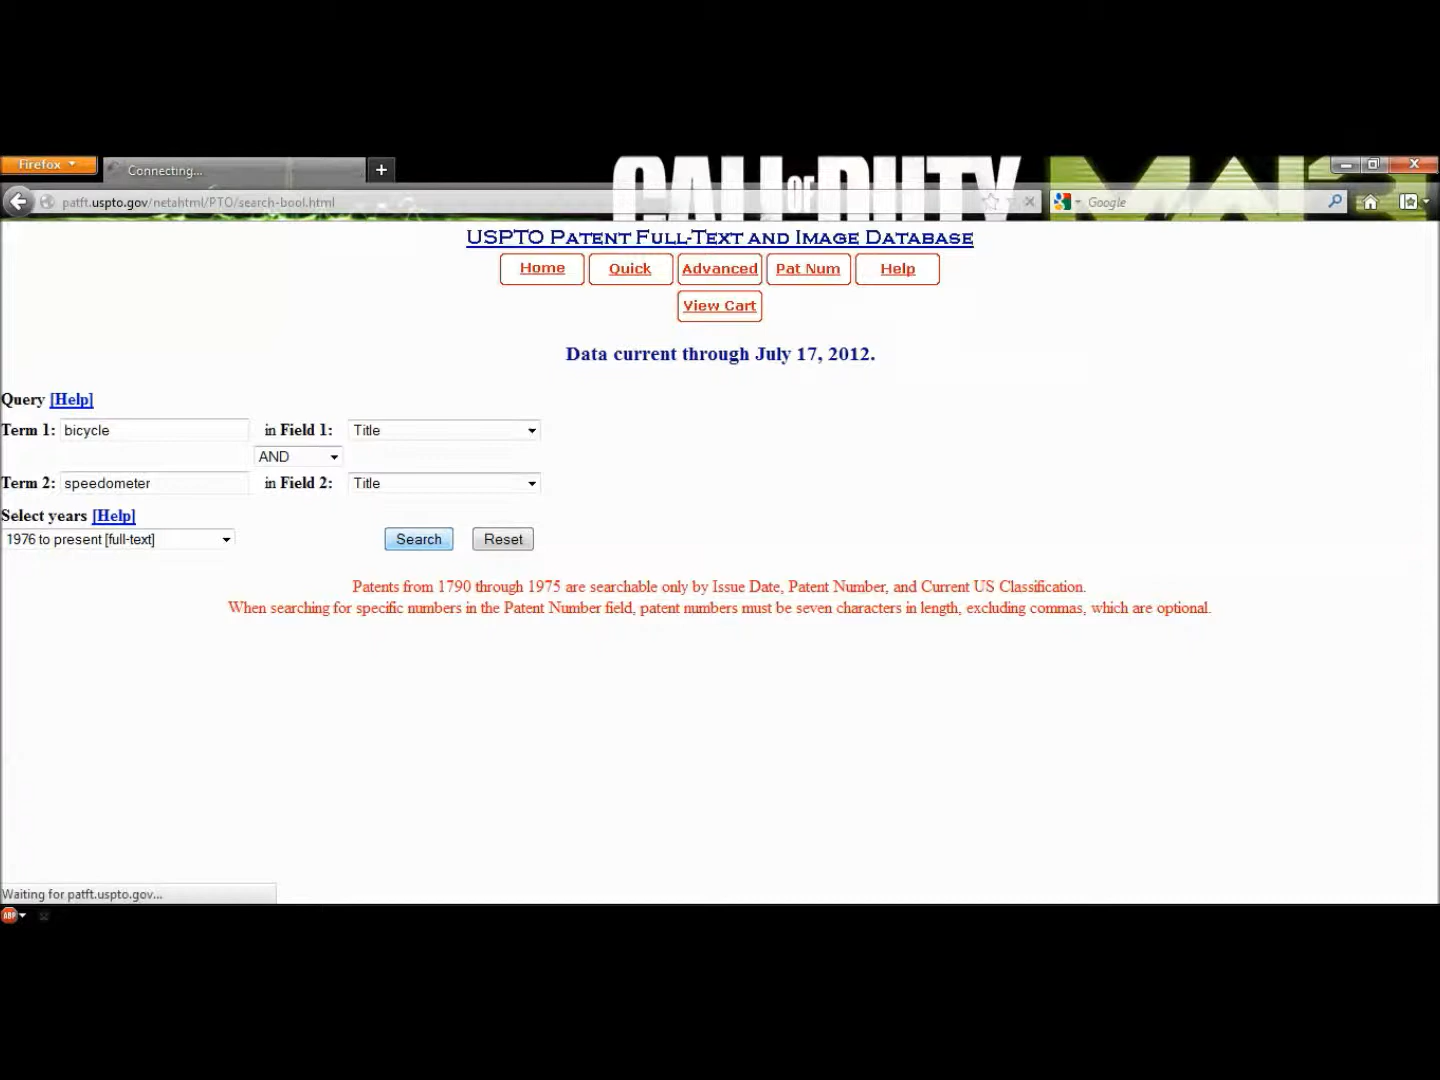 CALL OF DUTY MW3
Firefox
Connecting...
+
patft.uspto.gov/netahtml/PTO/search-bool.html
Google
USPTO PATENT FULL-TEXT AND IMAGE DATABASE
Home Quick Advanced Pat Num Help
View Cart
Data current through July 17, 2012.
Query [Help]
Term 1: bicycle in Field 1: Title
AND
Term 2: speedometer in Field 2: Title
Select years [Help]
1976 to present [full-text] Search Reset
Patents from 1790 through 1975 are searchable only by Issue Date, Patent Number, and Current US Classification.
When searching for specific numbers in the Patent Number field, patent numbers must be seven characters in length, excluding commas, which are optional.
Waiting for patft.uspto.gov...
ABP